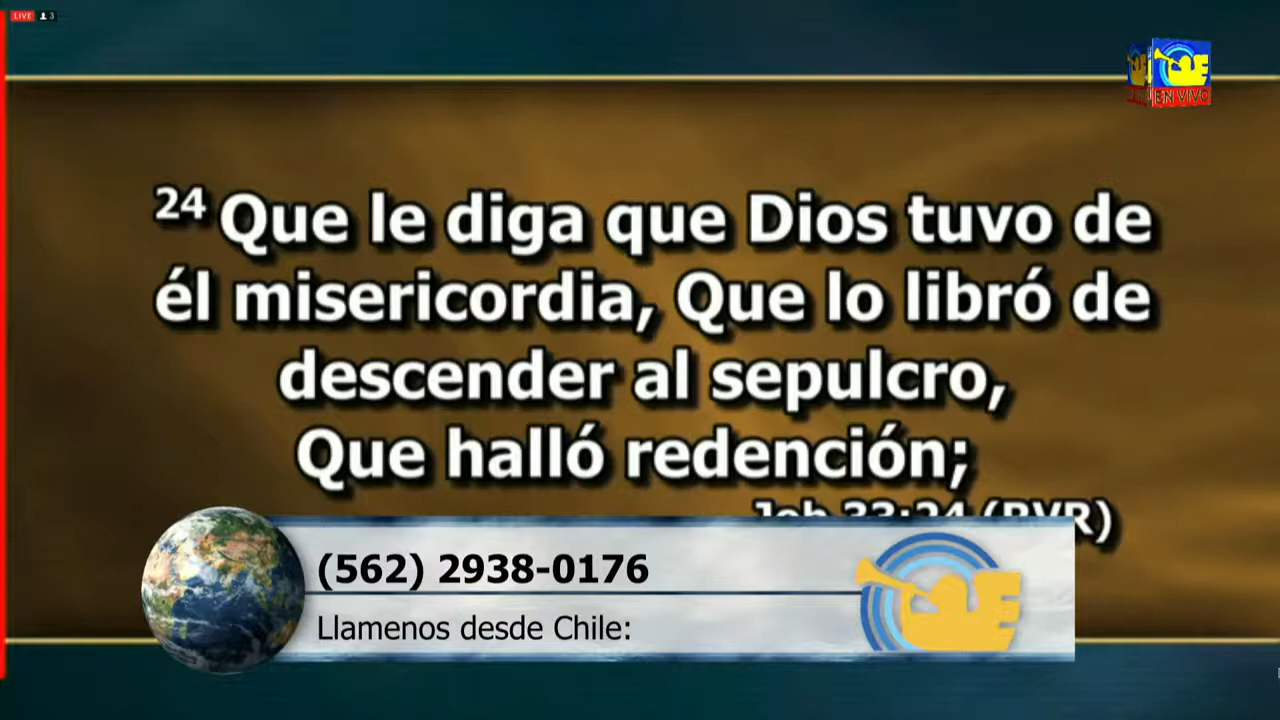 LIVE 3
EN VIVO
24 Que le diga que Dios tuvo de
él misericordia, Que lo libró de
descender al sepulcro,
Que halló redención;
Job 33:24 (RVR)
(562) 2938-0176
Llamenos desde Chile: